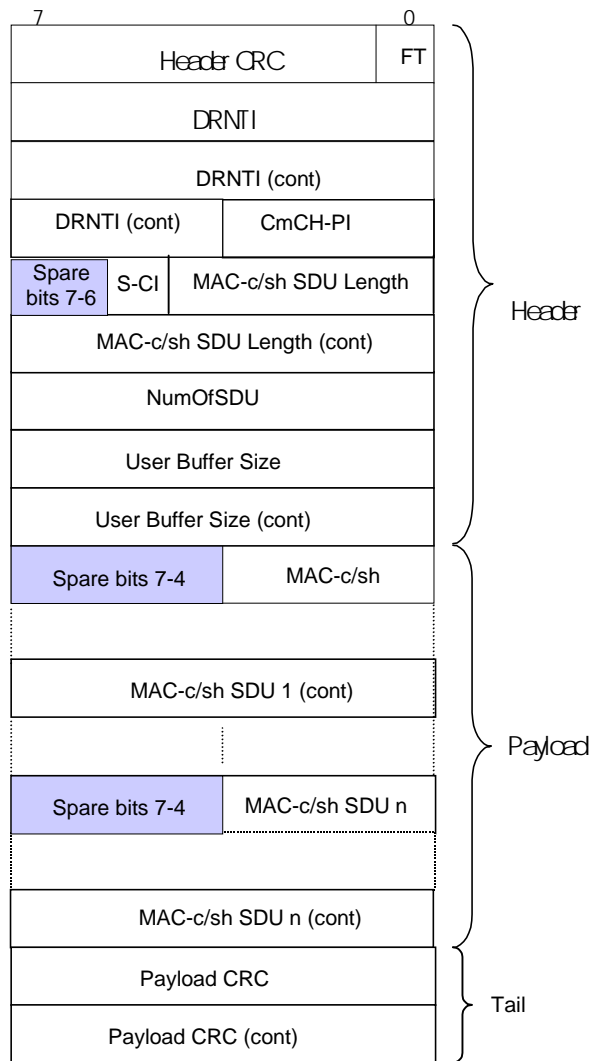 7 0
Header CRC FT
DRNTI
DRNTI (cont)
DRNTI (cont) CmCH-PI
Spare bits 7-6 S-CI MAC-c/sh SDU Length
Header
MAC-c/sh SDU Length (cont)
NumOfSDU
User Buffer Size
User Buffer Size (cont)
Spare bits 7-4 MAC-c/sh
MAC-c/sh SDU 1 (cont)
Payload
Spare bits 7-4 MAC-c/sh SDU n
MAC-c/sh SDU n (cont)
Payload CRC
Tail
Payload CRC (cont)